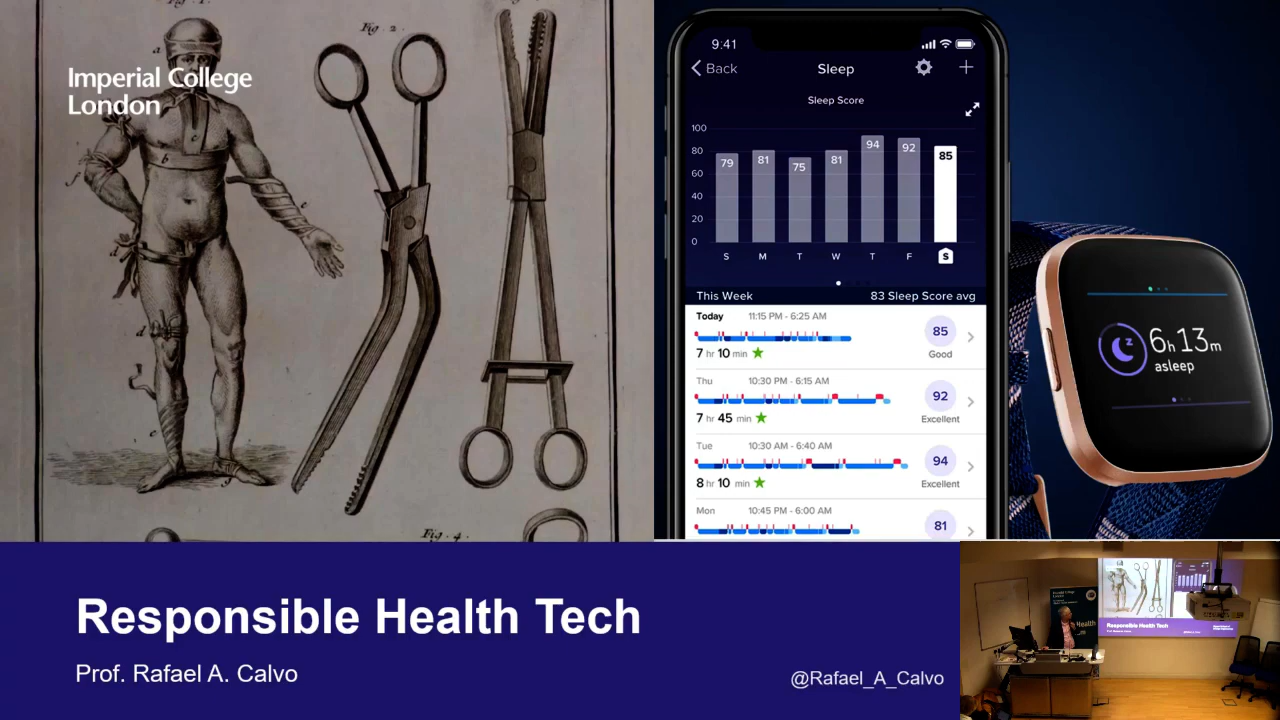 Fig. 2.
a
b
c
f
d
e
g
Fig. 4.
Imperial College
London
9:41
Back
Sleep
Sleep Score
100
80
60
40
20
0
79
81
75
81
94
92
85
S
M
T
W
T
F
S
This Week
83 Sleep Score avg
Today
11:15 PM - 6:25 AM
85
7 hr 10 min
Good
Thu
10:30 PM - 6:15 AM
92
7 hr 45 min
Excellent
Tue
10:30 AM - 6:40 AM
94
8 hr 10 min
Excellent
Mon
10:45 PM - 6:00 AM
81
z
6h13m
asleep
Responsible Health Tech
Prof. Rafael A. Calvo
@Rafael_A_Calvo
Responsible Health Tech